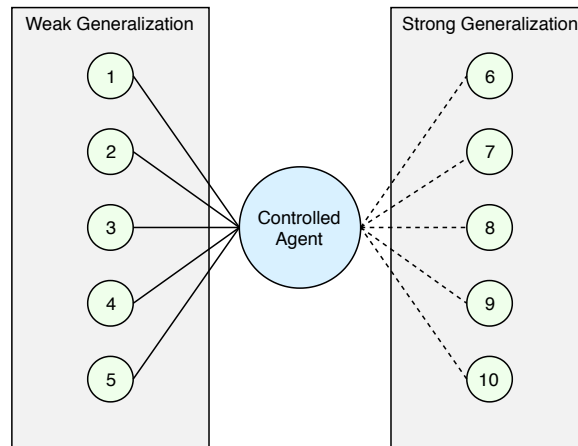 Weak Generalization
1
2
3
4
5
Controlled
Agent
Strong Generalization
6
7
8
9
10